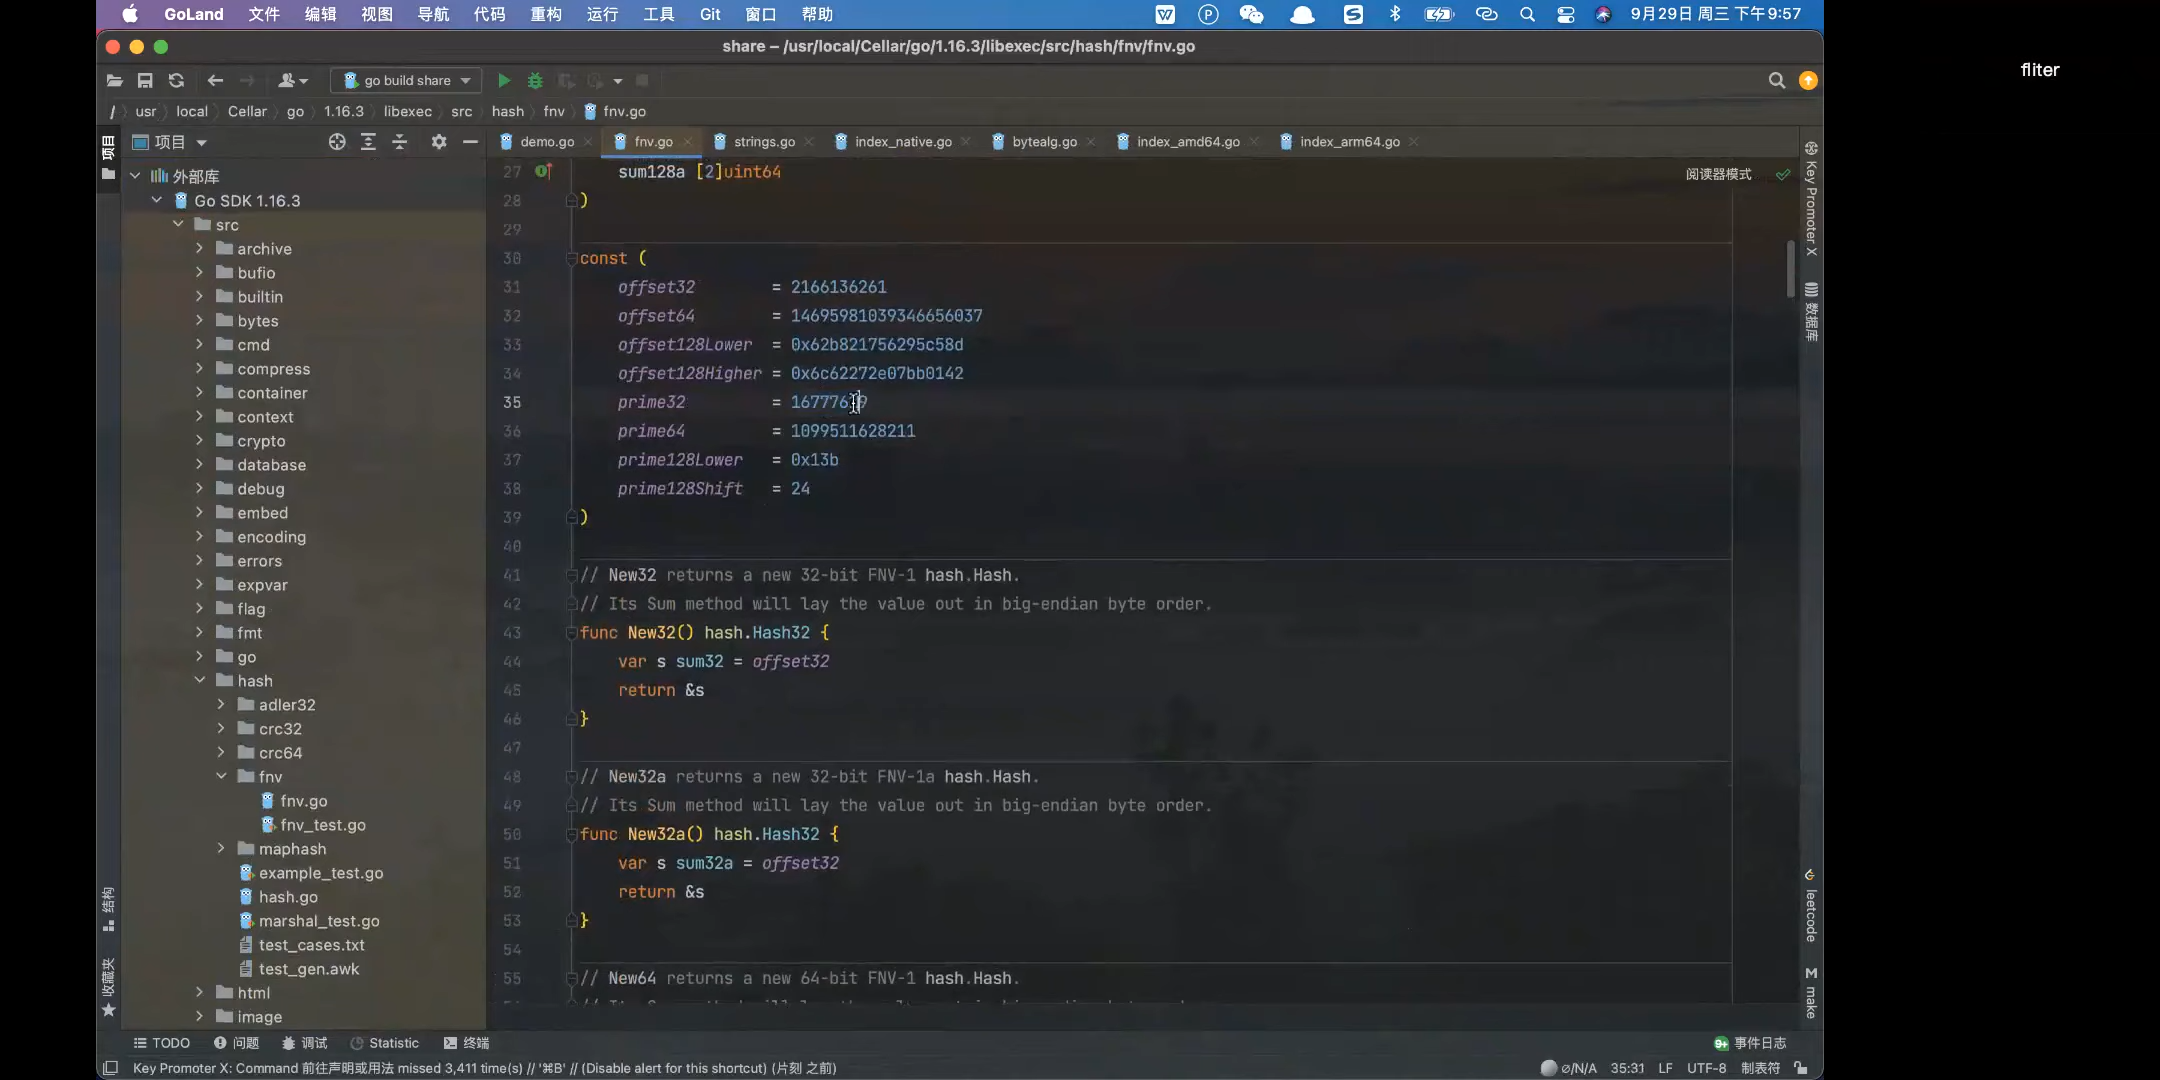 GoLand 文件 编辑 视图 导航 代码 重构 运行 工具 Git 窗口 帮助 9月29日 周三 下午9:57
share – /usr/local/Cellar/go/1.16.3/libexec/src/hash/fnv/fnv.go
fliter
go build share
/ usr local Cellar go 1.16.3 libexec src hash fnv fnv.go
项目
demo.go fnv.go strings.go index_native.go bytealg.go index_amd64.go index_arm64.go
外部库
Go SDK 1.16.3
src
archive
bufio
builtin
bytes
cmd
compress
container
context
crypto
database
debug
embed
encoding
errors
expvar
flag
fmt
go
hash
adler32
crc32
crc64
fnv
fnv.go
fnv_test.go
maphash
example_test.go
hash.go
marshal_test.go
test_cases.txt
test_gen.awk
html
image
阅读器模式
27 sum128a [2]uint64
28 )
29
30 const (
31 offset32 = 2166136261
32 offset64 = 14695981039346656037
33 offset128Lower = 0x62b821756295c58d
34 offset128Higher = 0x6c62272e07bb0142
35 prime32 =
36 prime64 = 1099511628211
37 prime128Lower = 0x13b
38 prime128Shift = 24
39 )
40
41 // New32 returns a new 32-bit FNV-1 hash.Hash.
42 // Its Sum method will lay the value out in big-endian byte order.
43 func New32() hash.Hash32 {
44 var s sum32 = offset32
45 return &s
46 }
47
48 // New32a returns a new 32-bit FNV-1a hash.Hash.
49 // Its Sum method will lay the value out in big-endian byte order.
50 func New32a() hash.Hash32 {
51 var s sum32a = offset32
52 return &s
53 }
54
55 // New64 returns a new 64-bit FNV-1 hash.Hash.
项目
结构
收藏夹
Key Promoter X
数据库
leetcode
make
TODO 问题 调试 Statistic 终端 9+ 事件日志
Key Promoter X: Command 前往声明或用法 missed 3,411 time(s) // '⌘B' // (Disable alert for this shortcut) (片刻 之前) ⌀/N/A 35:31 LF UTF-8 制表符